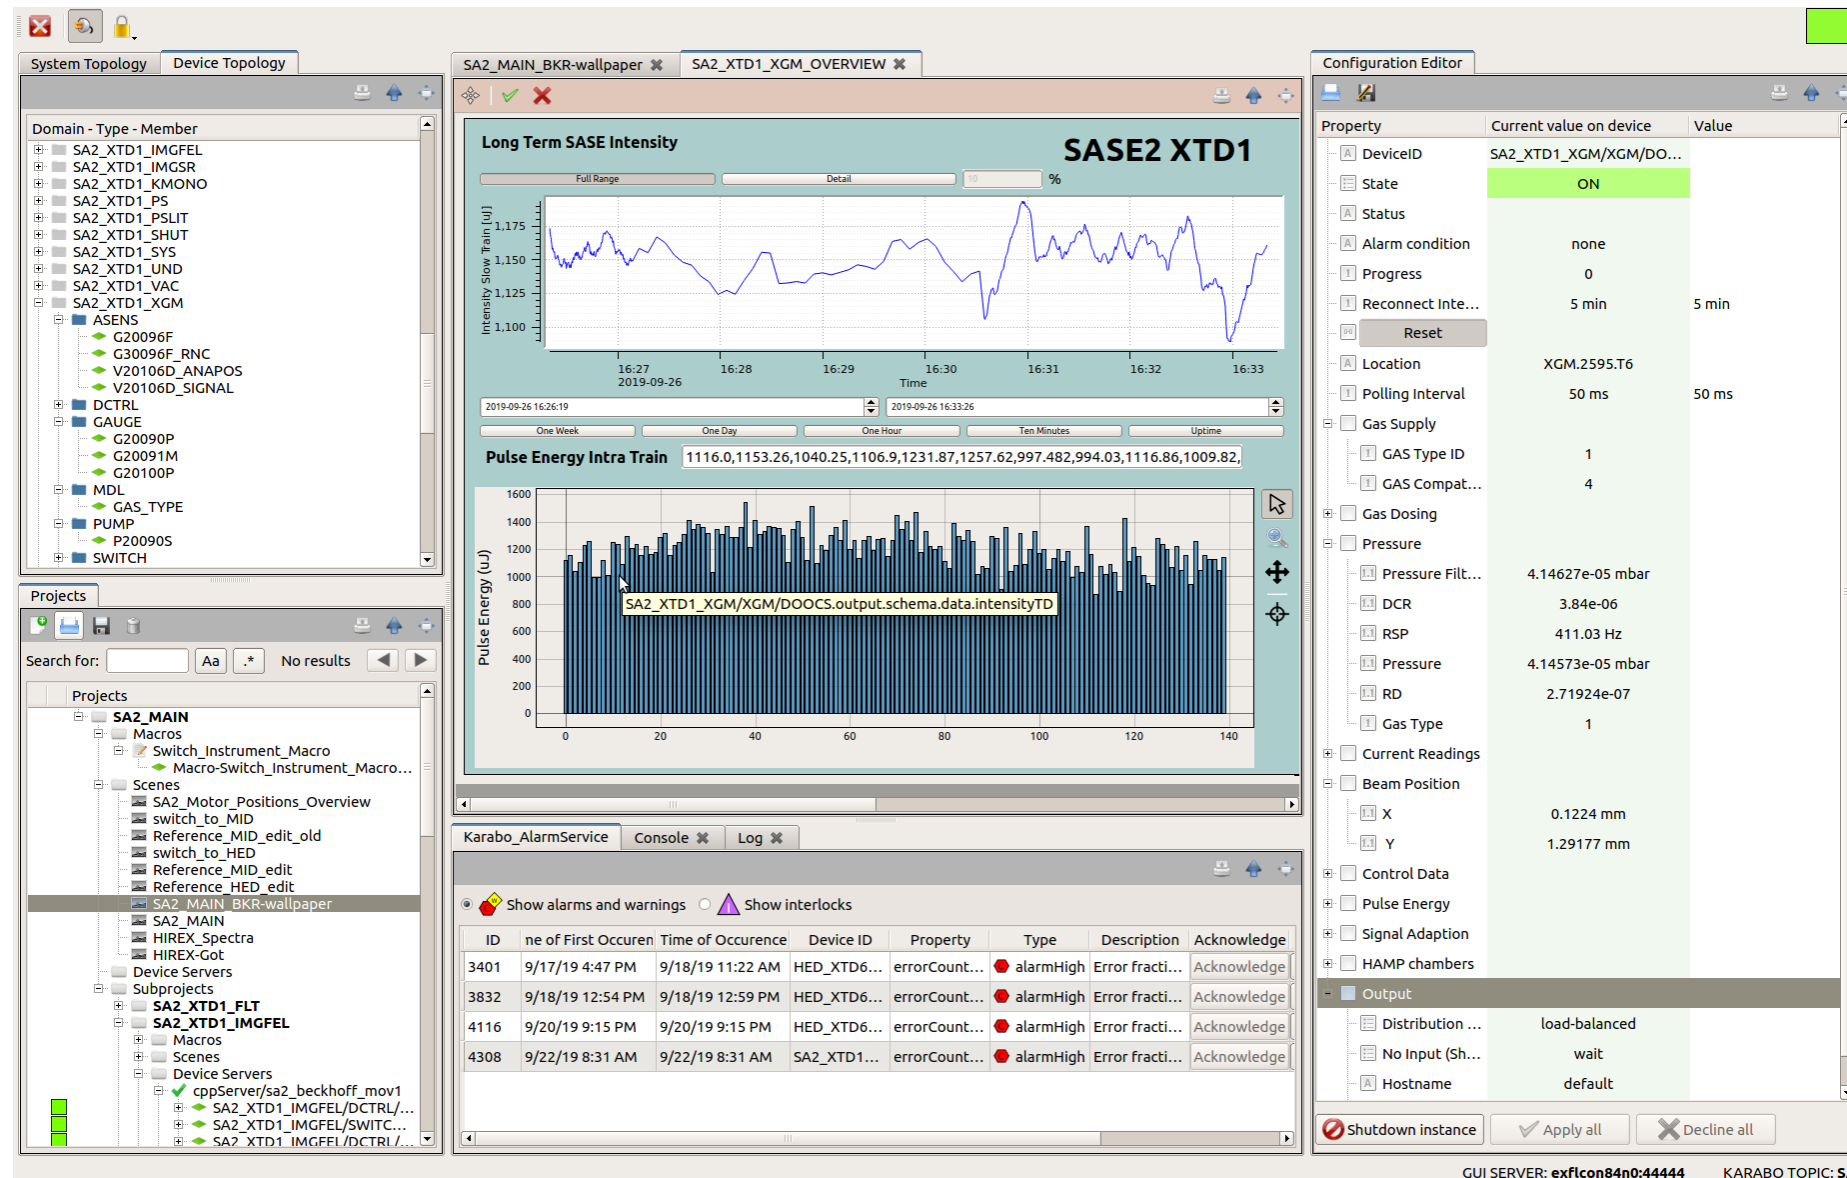 System Topology
Device Topology
Domain - Type - Member
SA2_XTD1_IMGFEL
SA2_XTD1_IMGSR
SA2_XTD1_KMONO
SA2_XTD1_PS
SA2_XTD1_PSLIT
SA2_XTD1_SHUT
SA2_XTD1_SYS
SA2_XTD1_UND
SA2_XTD1_VAC
SA2_XTD1_XGM
ASENS
G20096F
G30096F_RNC
V20106D_ANAPOS
V20106D_SIGNAL
DCTRL
GAUGE
G20090P
G20091M
G20100P
MDL
GAS_TYPE
PUMP
P20090S
SWITCH
Projects
Search for:
Aa
.*
No results
Projects
SA2_MAIN
Macros
Switch_Instrument_Macro
Macro-Switch_Instrument_Macro...
Scenes
SA2_Motor_Positions_Overview
switch_to_MID
Reference_MID_edit_old
switch_to_HED
Reference_MID_edit
Reference_HED_edit
SA2_MAIN_BKR-wallpaper
SA2_MAIN
HIREX_Spectra
HIREX-Got
Device Servers
Subprojects
SA2_XTD1_FLT
SA2_XTD1_IMGFEL
Macros
Scenes
Device Servers
cppServer/sa2_beckhoff_mov1
SA2_XTD1_IMGFEL/DCTRL/...
SA2_XTD1_IMGFEL/SWITC...
SA2_XTD1_IMGFEL/DCTRL/...
SA2_MAIN_BKR-wallpaper
SA2_XTD1_XGM_OVERVIEW
Long Term SASE Intensity
SASE2 XTD1
Full Range
Detail
10
%
Intensity Slow Train [uJ]
1,175
1,150
1,125
1,100
16:27
16:28
16:29
16:30
16:31
16:32
16:33
2019-09-26
Time
2019-09-26 16:26:19
2019-09-26 16:33:26
One Week
One Day
One Hour
Ten Minutes
Uptime
Pulse Energy Intra Train
1116.0,1153.26,1040.25,1106.9,1231.87,1257.62,997.482,994.03,1116.86,1009.82,
Pulse Energy (uJ)
1600
1400
1200
1000
800
600
400
200
0
SA2_XTD1_XGM/XGM/DOOCS.output.schema.data.intensityTD
0
20
40
60
80
100
120
140
Karabo_AlarmService
Console
Log
Show alarms and warnings
Show interlocks
ID
ne of First Occuren
Time of Occurence
Device ID
Property
Type
Description
Acknowledge
3401 9/17/19 4:47 PM 9/18/19 11:22 AM HED_XTD6... errorCount... alarmHigh Error fracti... Acknowledge
3832 9/18/19 12:54 PM 9/18/19 12:59 PM HED_XTD6... errorCount... alarmHigh Error fracti... Acknowledge
4116 9/20/19 9:15 PM 9/20/19 9:15 PM HED_XTD6... errorCount... alarmHigh Error fracti... Acknowledge
4308 9/22/19 8:31 AM 9/22/19 8:31 AM SA2_XTD1... errorCount... alarmHigh Error fracti... Acknowledge
Configuration Editor
Property
Current value on device
Value
DeviceID SA2_XTD1_XGM/XGM/DO...
State ON
Status
Alarm condition none
Progress 0
Reconnect Inte... 5 min 5 min
Reset
Location XGM.2595.T6
Polling Interval 50 ms 50 ms
Gas Supply
GAS Type ID 1
GAS Compat... 4
Gas Dosing
Pressure
Pressure Filt... 4.14627e-05 mbar
DCR 3.84e-06
RSP 411.03 Hz
Pressure 4.14573e-05 mbar
RD 2.71924e-07
Gas Type 1
Current Readings
Beam Position
X 0.1224 mm
Y 1.29177 mm
Control Data
Pulse Energy
Signal Adaption
HAMP chambers
Output
Distribution ... load-balanced
No Input (Sh... wait
Hostname default
Shutdown instance
Apply all
Decline all
GUI SERVER: exflcon84n0:44444
KARABO TOPIC: S